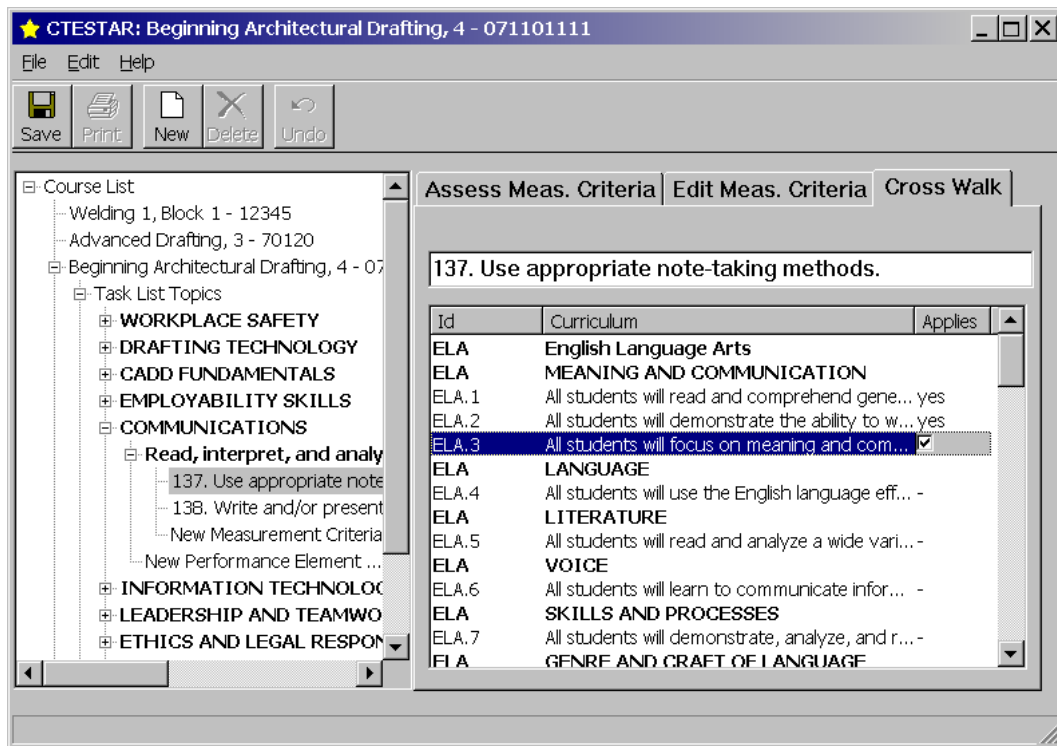 CTESTAR: Beginning Architectural Drafting, 4 - 071101111
File Edit Help
Save Print New Delete Undo
Course List
Welding 1, Block 1 - 12345
Advanced Drafting, 3 - 70120
Beginning Architectural Drafting, 4 - 07
Task List Topics
WORKPLACE SAFETY
DRAFTING TECHNOLOGY
CADD FUNDAMENTALS
EMPLOYABILITY SKILLS
COMMUNICATIONS
Read, interpret, and analy
137. Use appropriate note
138. Write and/or present
New Measurement Criteria
New Performance Element ...
INFORMATION TECHNOLOG
LEADERSHIP AND TEAMWO
ETHICS AND LEGAL RESPON
Assess Meas. Criteria Edit Meas. Criteria Cross Walk
137. Use appropriate note-taking methods.
Id Curriculum Applies
ELA English Language Arts
ELA MEANING AND COMMUNICATION
ELA.1 All students will read and comprehend gene... yes
ELA.2 All students will demonstrate the ability to w... yes
ELA.3 All students will focus on meaning and com...
ELA LANGUAGE
ELA.4 All students will use the English language eff... -
ELA LITERATURE
ELA.5 All students will read and analyze a wide vari... -
ELA VOICE
ELA.6 All students will learn to communicate infor... -
ELA SKILLS AND PROCESSES
ELA.7 All students will demonstrate, analyze, and r... -
ELA GENRE AND CRAFT OF LANGUAGE